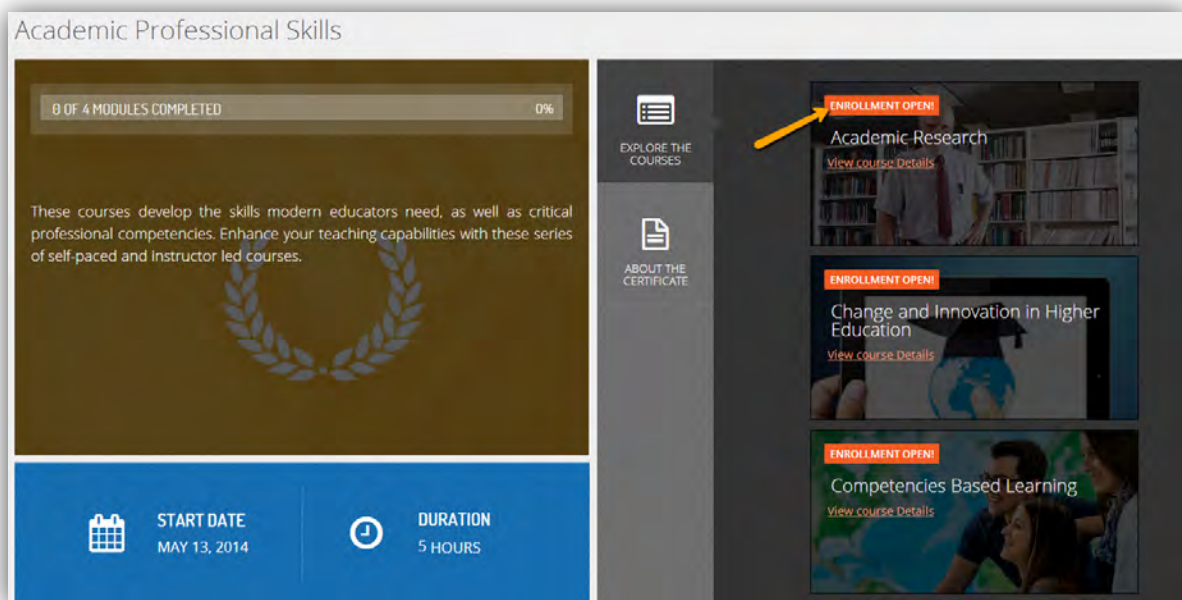 Academic Professional Skills
0 OF 4 MODULES COMPLETED 0%
These courses develop the skills modern educators need, as well as critical
professional competencies. Enhance your teaching capabilities with these series
of self-paced and instructor led courses.
START DATE
MAY 13, 2014
DURATION
5 HOURS
EXPLORE THE
COURSES
ABOUT THE
CERTIFICATE
ENROLLMENT OPEN!
Academic Research
View course Details
ENROLLMENT OPEN!
Change and Innovation in Higher
Education
View course Details
ENROLLMENT OPEN!
Competencies Based Learning
View course Details